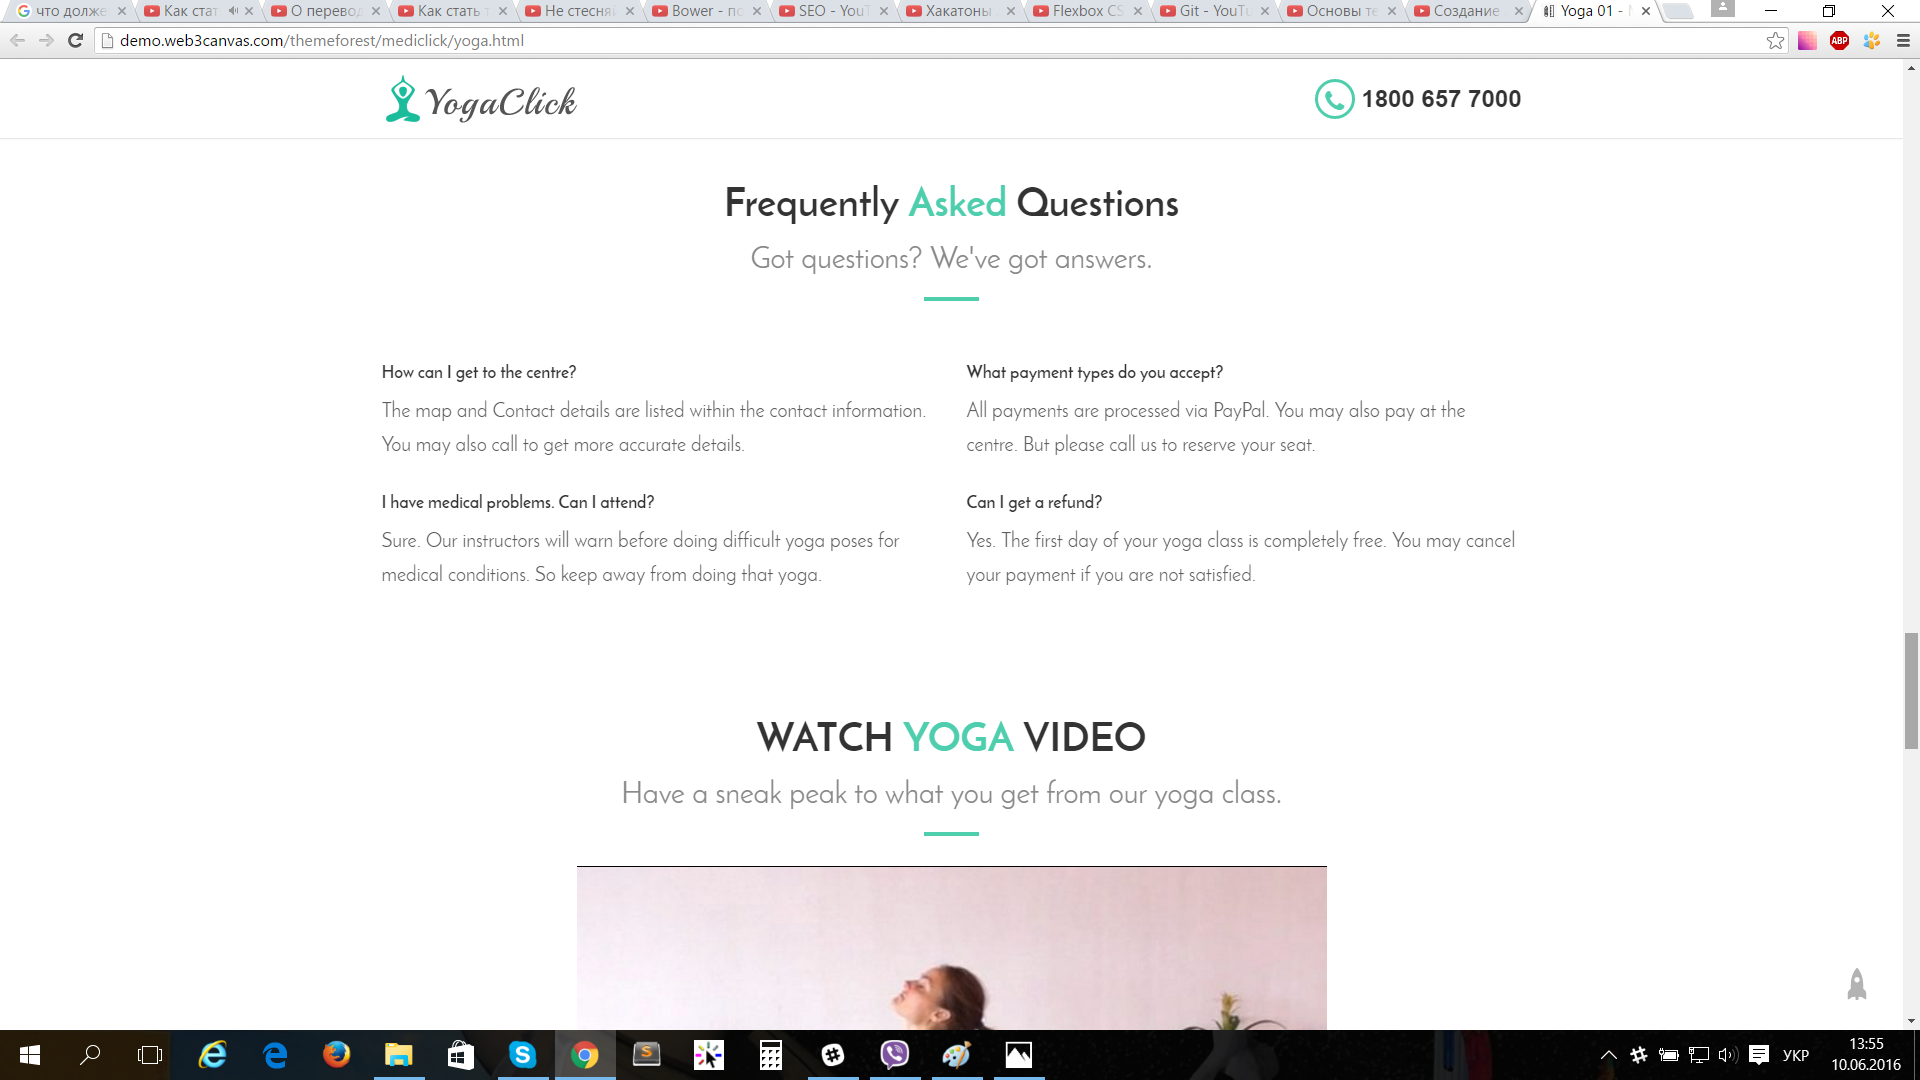 что долже
Как стат
О перевод
Как стать т
Не стесняй
Bower - по
SEO - YouT
Хакатоны
Flexbox CS
Git - YouTu
Основы те
Создание
Yoga 01 -
demo.web3canvas.com/themeforest/mediclick/yoga.html
ABP
YogaClick
1800 657 7000
Frequently Asked Questions
Got questions? We've got answers.
How can I get to the centre?
The map and Contact details are listed within the contact information.
You may also call to get more accurate details.
What payment types do you accept?
All payments are processed via PayPal. You may also pay at the
centre. But please call us to reserve your seat.
I have medical problems. Can I attend?
Sure. Our instructors will warn before doing difficult yoga poses for
medical conditions. So keep away from doing that yoga.
Can I get a refund?
Yes. The first day of your yoga class is completely free. You may cancel
your payment if you are not satisfied.
WATCH YOGA VIDEO
Have a sneak peak to what you get from our yoga class.
УКР
13:55
10.06.2016